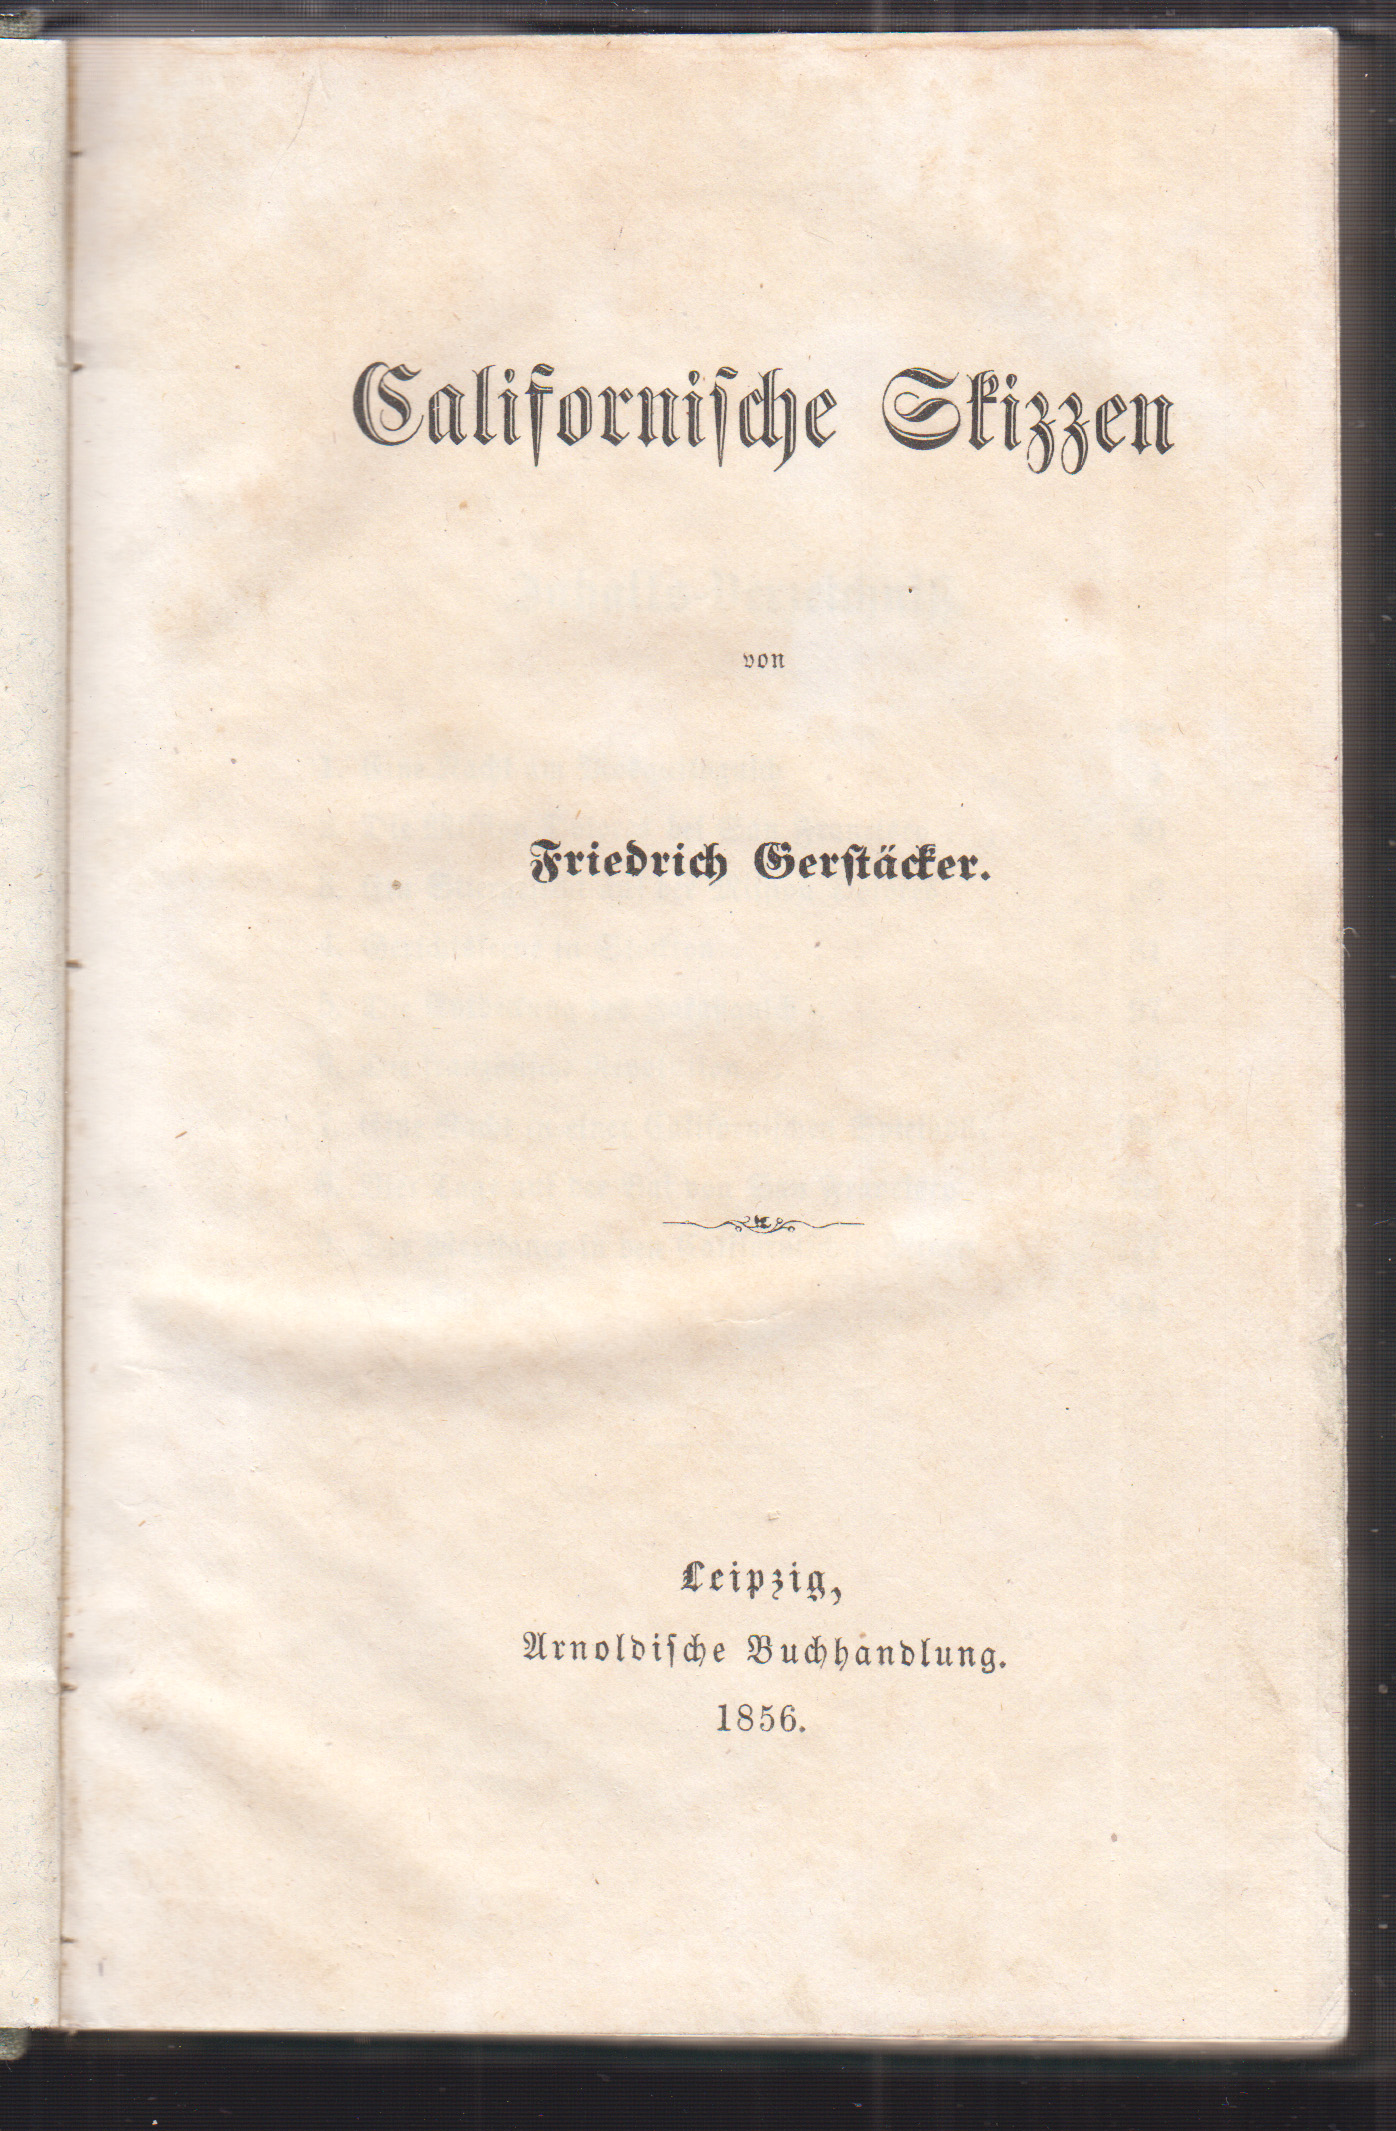 Californiſche Skizzen
von
Friedrich Gerſtäcker.
Leipzig,
Arnoldiſche Buchhandlung.
1856.